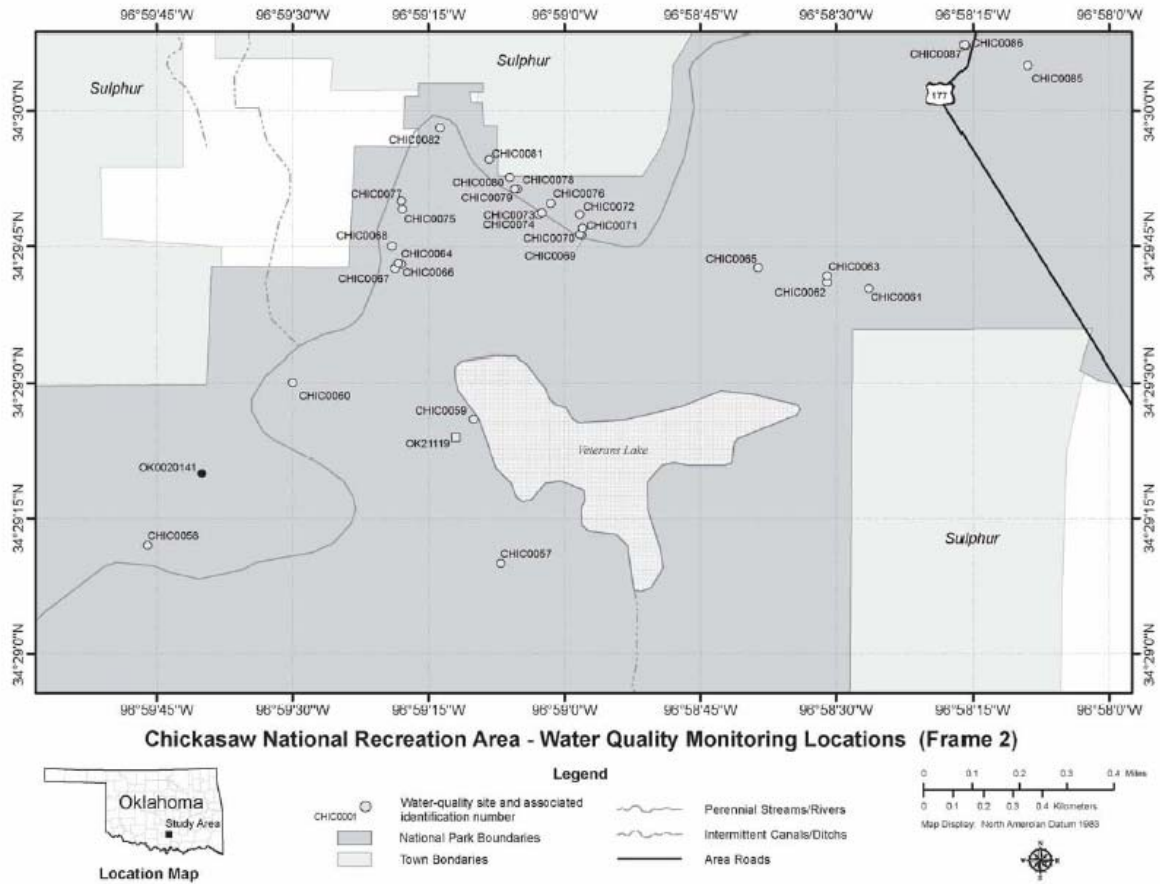 96°59'45"W 96°59'30"W 96°59'15"W 96°59'0"W 96°58'45"W 96°58'30"W 96°58'15"W 96°58'0"W
Sulphur
Sulphur
CHIC0087
CHIC0086
CHIC0085
177
34°30'0"N
34°30'0"N
CHIC0082
CHIC0081
CHIC0080
CHIC0078
CHIC0079
CHIC0077
CHIC0075
CHIC0076
CHIC0073
CHIC0074
CHIC0072
CHIC0071
CHIC0070
CHIC0069
34°29'45"N
34°29'45"N
CHIC0068
CHIC0064
CHIC0067
CHIC0066
CHIC0065
CHIC0063
CHIC0062
CHIC0061
34°29'30"N
34°29'30"N
CHIC0060
CHIC0059
OK21119
Veterans Lake
OK0020141
34°29'15"N
34°29'15"N
CHIC0058
CHIC0057
Sulphur
34°29'0"N
34°29'0"N
96°59'45"W 96°59'30"W 96°59'15"W 96°59'0"W 96°58'45"W 96°58'30"W 96°58'15"W 96°58'0"W
Chickasaw National Recreation Area - Water Quality Monitoring Locations (Frame 2)
Legend
Oklahoma
Study Area
Location Map
CHIC0001
Water-quality site and associated
identification number
National Park Boundaries
Town Bondaries
Perennial Streams/Rivers
Intermittent Canals/Ditchs
Area Roads
0 0.1 0.2 0.3 0.4 Miles
0 0.1 0.2 0.3 0.4 Kilometers
Map Display: North Amercian Datum 1983